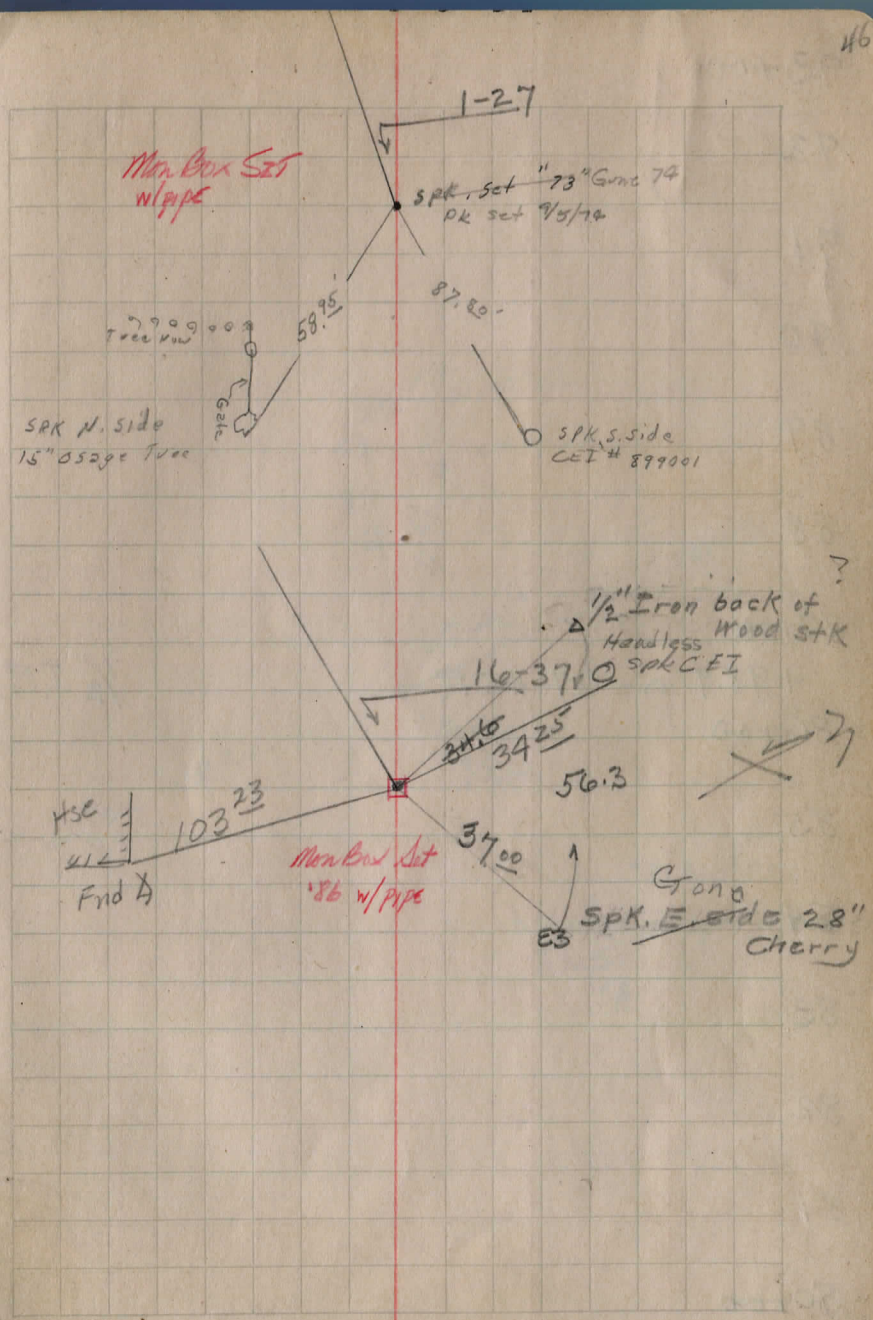 46
1-27
Mon Box SET
w/pipe
Spk. Set "73" Gone 74
PK set 9/5/74
58.95
87.80
Tree Row
Gate
SPK N. side
15" Osage Tree
SPK S. side
CEI # 899001
?
1/2" Iron back of
Wood stk
Headless
Spk CEI
16-37
34.6
34 25
56.3
Hse
103 23
37 00
Mon Box Set
'86 w/pipe
Fnd
Gone
Spk. E. side 28"
Cherry